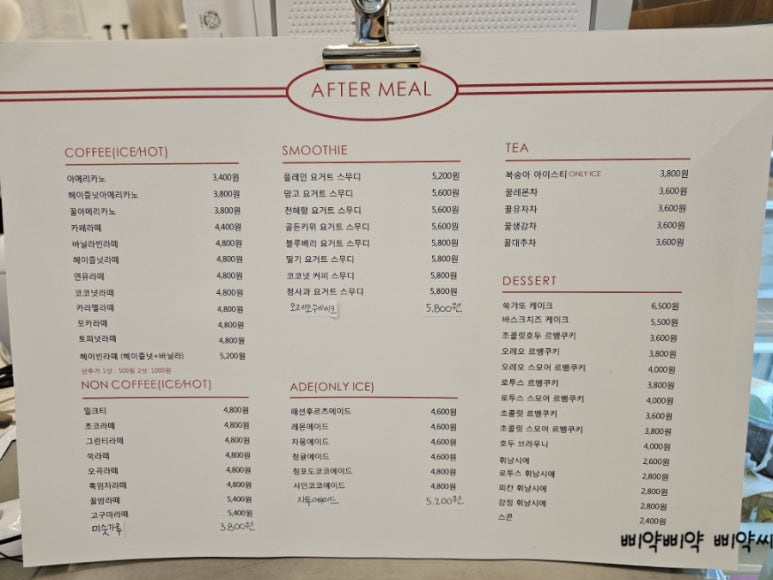 AFTER MEAL
COFFEE(ICE/HOT)
아메리카노 3,400원
헤이즐넛아메리카노 3,800원
꿀아메리카노 3,800원
카페라떼 4,400원
바닐라빈라떼 4,800원
헤이즐넛라떼 4,800원
연유라떼 4,800원
코코넛라떼 4,800원
카라멜라떼 4,800원
모카라떼 4,800원
토피넛라떼 4,800원
헤이빈라떼 (헤이즐넛+바닐라) 5,200원
샷추가 1샷 : 500원 2샷: 1000원
NON COFFEE(ICE/HOT)
밀크티 4,800원
초코라떼 4,800원
그린티라떼 4,800원
쑥라떼 4,800원
오곡라떼 4,800원
흑임자라떼 4,800원
꿀밤라떼 5,400원
고구마라떼 5,400원
미숫가루 3.800원
SMOOTHIE
플레인 요거트 스무디 5,200원
망고 요거트 스무디 5,600원
천혜향 요거트 스무디 5,600원
골든키위 요거트 스무디 5,600원
블루베리 요거트 스무디 5,800원
딸기 요거트 스무디 5,800원
코코넛 커피 스무디 5,800원
청사과 요거트 스무디 5,800원
오레오쉐이크 5.800원
ADE(ONLY ICE)
패션후르츠에이드 4,600원
레몬에이드 4,600원
자몽에이드 4,600원
청귤에이드 4,600원
청포도코코에이드 4,800원
샤인코코에이드 4,800원
자두에이드 5.200원
TEA
복숭아 아이스티 ONLY ICE 3,800원
꿀레몬차 3,600원
꿀유자차 3,600원
꿀생강차 3,600원
꿀대추차 3,600원
DESSERT
쑥갸또 케이크 6,500원
바스크치즈 케이크 5,500원
초콜릿호두 르뱅쿠키 3,600원
오레오 르뱅쿠키 3,800원
오레오 스모어 르뱅쿠키 4,000원
로투스 르뱅쿠키 3,800원
로투스 스모어 르뱅쿠키 4,000원
초콜릿 르뱅쿠키 3,600원
초콜릿 스모어 르뱅쿠키 3,800원
호두 브라우니 4,000원
휘낭시에 2,600원
로투스 휘낭시에 2,800원
피칸 휘낭시에 2,800원
강정 휘낭시에 2,800원
스콘 2,400원
삐약삐약 삐약씨